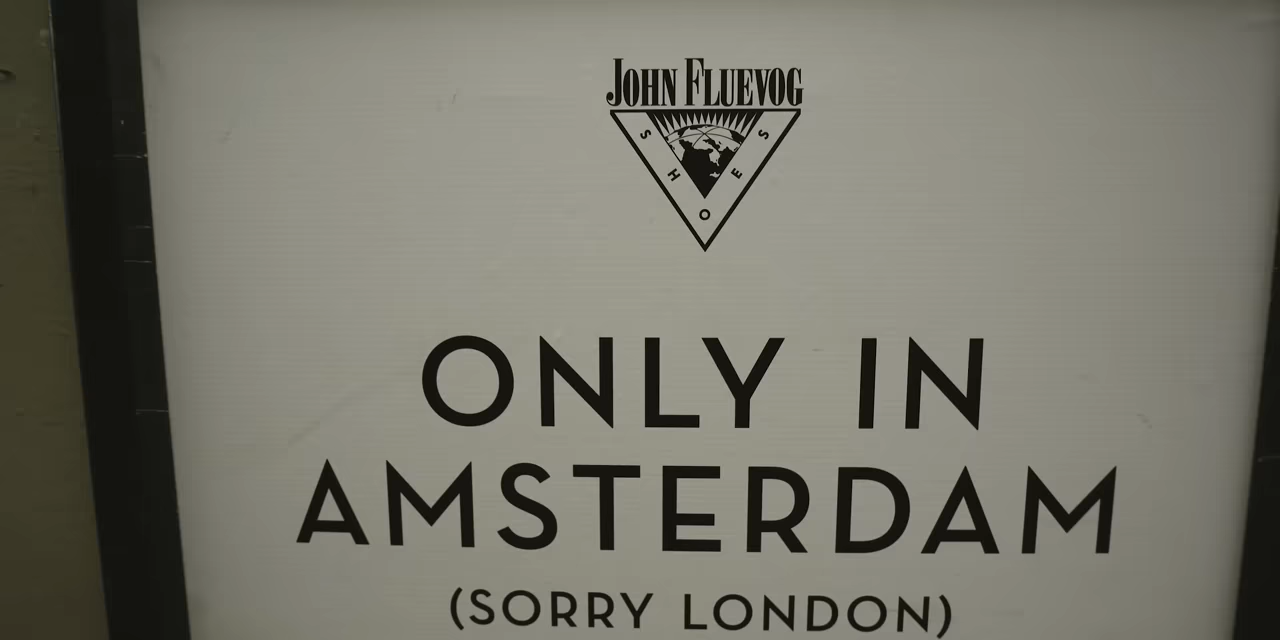 JOHN FLUEVOG
SHOES
ONLY IN
AMSTERDAM
(SORRY LONDON)